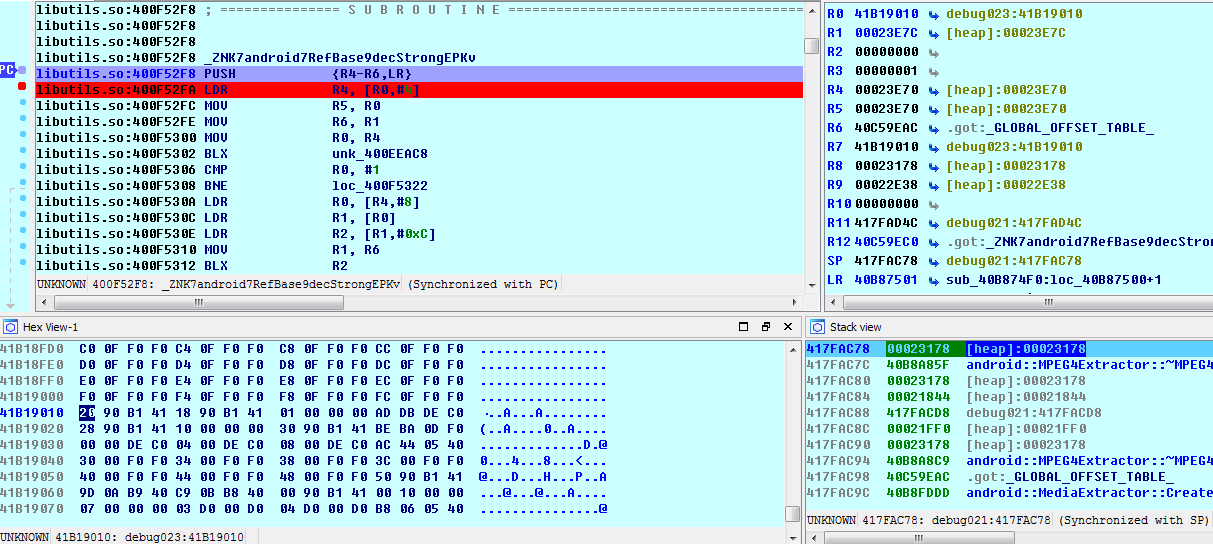 libutils.so:400F52F8 ; =============== S U B R O U T I N E =======================================
libutils.so:400F52F8
libutils.so:400F52F8
libutils.so:400F52F8 _ZNK7android7RefBase9decStrongEPKv
PC libutils.so:400F52F8 PUSH {R4-R6,LR}
libutils.so:400F52FA LDR R4, [R0,#4]
libutils.so:400F52FC MOV R5, R0
libutils.so:400F52FE MOV R6, R1
libutils.so:400F5300 MOV R0, R4
libutils.so:400F5302 BLX unk_400EEAC8
libutils.so:400F5306 CMP R0, #1
libutils.so:400F5308 BNE loc_400F5322
libutils.so:400F530A LDR R0, [R4,#8]
libutils.so:400F530C LDR R1, [R0]
libutils.so:400F530E LDR R2, [R1,#0xC]
libutils.so:400F5310 MOV R1, R6
libutils.so:400F5312 BLX R2
UNKNOWN 400F52F8: _ZNK7android7RefBase9decStrongEPKv (Synchronized with PC)
R0 41B19010 debug023:41B19010
R1 00023E7C [heap]:00023E7C
R2 00000000
R3 00000001
R4 00023E70 [heap]:00023E70
R5 00023E70 [heap]:00023E70
R6 40C59EAC .got:_GLOBAL_OFFSET_TABLE_
R7 41B19010 debug023:41B19010
R8 00023178 [heap]:00023178
R9 00022E38 [heap]:00022E38
R10 00000000
R11 417FAD4C debug021:417FAD4C
R12 40C59EC0 .got:_ZNK7android7RefBase9decStro
SP 417FAC78 debug021:417FAC78
LR 40B87501 sub_40B874F0:loc_40B87500+1
Hex View-1
41B18FD0 C0 0F F0 F0 C4 0F F0 F0 C8 0F F0 F0 CC 0F F0 F0 ................
41B18FE0 D0 0F F0 F0 D4 0F F0 F0 D8 0F F0 F0 DC 0F F0 F0 ................
41B18FF0 E0 0F F0 F0 E4 0F F0 F0 E8 0F F0 F0 EC 0F F0 F0 ................
41B19000 F0 0F F0 F0 F4 0F F0 F0 F8 0F F0 F0 FC 0F F0 F0 ................
41B19010 20 90 B1 41 18 90 B1 41 01 00 00 00 AD DB DE C0 ..A...A........
41B19020 28 90 B1 41 10 00 00 00 30 90 B1 41 BE BA 0D F0 (..A....0..A....
41B19030 00 00 DE C0 04 00 DE C0 08 00 DE C0 AC 44 05 40 .............D.@
41B19040 30 00 F0 F0 34 00 F0 F0 38 00 F0 F0 3C 00 F0 F0 0...4...8...<...
41B19050 40 00 F0 F0 44 00 F0 F0 48 00 F0 F0 50 90 B1 41 @...D...H...P..A
41B19060 9D 0A B9 40 C9 0B B8 40 00 90 B1 41 00 10 00 00 ...@...@...A....
41B19070 07 00 00 00 03 D0 00 D0 04 D0 00 D0 B8 06 05 40 ...............@
UNKNOWN 41B19010: debug023:41B19010
Stack view
417FAC78 00023178 [heap]:00023178
417FAC7C 40B8A85F android::MPEG4Extractor::~MPEG4
417FAC80 00023178 [heap]:00023178
417FAC84 00021844 [heap]:00021844
417FAC88 417FACD8 debug021:417FACD8
417FAC8C 00021FF0 [heap]:00021FF0
417FAC90 00023178 [heap]:00023178
417FAC94 40B8A8C9 android::MPEG4Extractor::~MPEG4
417FAC98 40C59EAC .got:_GLOBAL_OFFSET_TABLE_
417FAC9C 40B8FDDD android::MediaExtractor::Create
UNKNOWN 417FAC78: debug021:417FAC78 (Synchronized with SP)